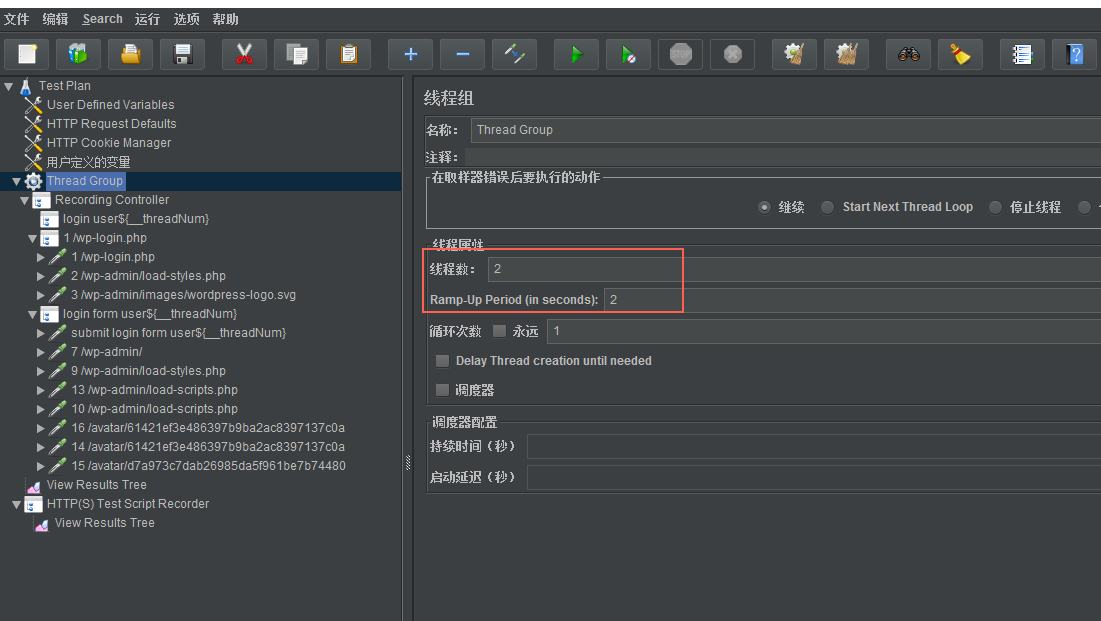 文件 编辑 Search 运行 选项 帮助
STOP
Test Plan
User Defined Variables
HTTP Request Defaults
HTTP Cookie Manager
用户定义的变量
Thread Group
Recording Controller
login user${__threadNum}
1 /wp-login.php
1 /wp-login.php
2 /wp-admin/load-styles.php
3 /wp-admin/images/wordpress-logo.svg
login form user${__threadNum}
submit login form user${__threadNum}
7 /wp-admin/
9 /wp-admin/load-styles.php
13 /wp-admin/load-scripts.php
10 /wp-admin/load-scripts.php
16 /avatar/61421ef3e486397b9ba2ac8397137c0a
14 /avatar/61421ef3e486397b9ba2ac8397137c0a
15 /avatar/d7a973c7dab26985da5f961be7b74480
View Results Tree
HTTP(S) Test Script Recorder
View Results Tree
线程组
名称： Thread Group
注释：
在取样器错误后要执行的动作
继续 Start Next Thread Loop 停止线程
线程属性
线程数： 2
Ramp-Up Period (in seconds): 2
循环次数 永远 1
Delay Thread creation until needed
调度器
调度器配置
持续时间（秒）
启动延迟（秒）